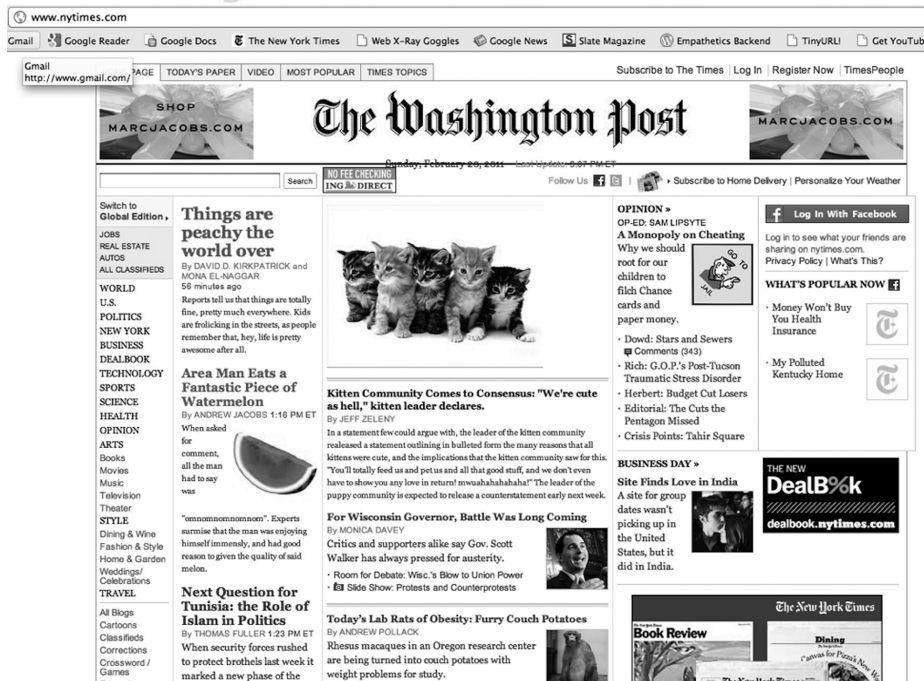 www.nytimes.com
Gmail Google Reader Google Docs The New York Times Web X-Ray Goggles Google News Slate Magazine Empathetics Backend TinyURL! Get YouTub
Gmail
http://www.gmail.com/
PAGE TODAY'S PAPER VIDEO MOST POPULAR TIMES TOPICS
Subscribe to The Times Log In Register Now TimesPeople
SHOP
MARCJACOBS.COM
The Washington Post
MARCJACOBS.COM
Sunday, February 20, 2011 Last Update: PM ET
Search
NO FEE CHECKING
ING DIRECT
Follow Us Subscribe to Home Delivery | Personalize Your Weather
Switch to
Global Edition
JOBS
REAL ESTATE
AUTOS
ALL CLASSIFIEDS
WORLD
U.S.
POLITICS
NEW YORK
BUSINESS
DEALBOOK
TECHNOLOGY
SPORTS
SCIENCE
HEALTH
OPINION
ARTS
Books
Movies
Music
Television
Theater
STYLE
Dining & Wine
Fashion & Style
Home & Garden
Weddings/
Celebrations
TRAVEL
All Blogs
Cartoons
Classifieds
Corrections
Crossword /
Games
Things are
peachy the
world over
By DAVID D. KIRKPATRICK and
MONA EL-NAGGAR
56 minutes ago
Reports tell us that things are totally
fine, pretty much everywhere. Kids
are frolicking in the streets, as people
remember that, hey, life is pretty
awesome after all.
Area Man Eats a
Fantastic Piece of
Watermelon
By ANDREW JACOBS 1:16 PM ET
When asked
for
comment,
all the man
had to say
was
"omnomnomnomnom". Experts
surmise that the man was enjoying
himself immensly, and had good
reason to given the quality of said
melon.
Next Question for
Tunisia: the Role of
Islam in Politics
By THOMAS FULLER 1:23 PM ET
When security forces rushed
to protect brothels last week it
marked a new phase of the
Kitten Community Comes to Consensus: "We're cute
as hell," kitten leader declares.
By JEFF ZELENY
In a statement few could argue with, the leader of the kitten community
realeased a statement outlining in bulleted form the many reasons that all
kittens were cute, and the implications that the kitten community saw for this.
"You'll totally feed us and pet us and all that good stuff, and we don't even
have to show you any love in return! mwuahahahaha!" The leader of the
puppy community is expected to release a counterstatement early next week.
For Wisconsin Governor, Battle Was Long Coming
By MONICA DAVEY
Critics and supporters alike say Gov. Scott
Walker has always pressed for austerity.
• Room for Debate: Wisc.'s Blow to Union Power
• Slide Show: Protests and Counterprotests
Today's Lab Rats of Obesity: Furry Couch Potatoes
By ANDREW POLLACK
Rhesus macaques in an Oregon research center
are being turned into couch potatoes with
weight problems for study.
OPINION »
OP-ED: SAM LIPSYTE
A Monopoly on Cheating
Why we should
root for our
children to
filch Chance
cards and
paper money.
GO TO
JAIL
• Dowd: Stars and Sewers
Comments (343)
• Rich: G.O.P.'s Post-Tucson
Traumatic Stress Disorder
• Herbert: Budget Cut Losers
• Editorial: The Cuts the
Pentagon Missed
• Crisis Points: Tahir Square
BUSINESS DAY »
Site Finds Love in India
A site for group
dates wasn't
picking up in
the United
States, but it
did in India.
f Log In With Facebook
Log in to see what your friends are
sharing on nytimes.com.
Privacy Policy | What's This?
WHAT'S POPULAR NOW
• Money Won't Buy
You Health
Insurance
• My Polluted
Kentucky Home
THE NEW
DealB%k
dealbook.nytimes.com
The New York Times
Book Review
Dining
Canvas for Pizza's New
The New York Times